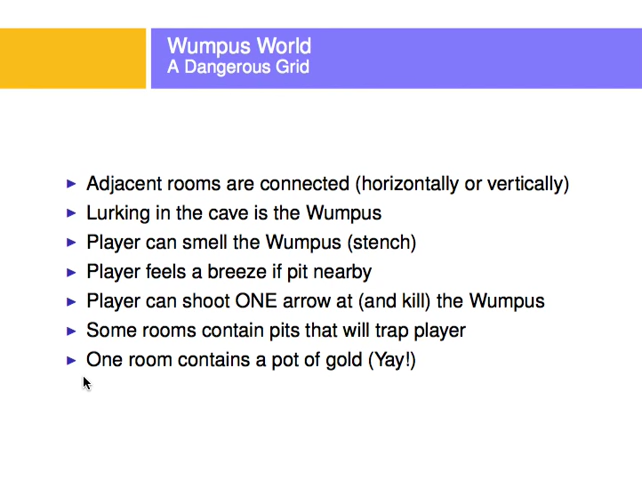 Wumpus World
A Dangerous Grid
Adjacent rooms are connected (horizontally or vertically)
Lurking in the cave is the Wumpus
Player can smell the Wumpus (stench)
Player feels a breeze if pit nearby
Player can shoot ONE arrow at (and kill) the Wumpus
Some rooms contain pits that will trap player
One room contains a pot of gold (Yay!)